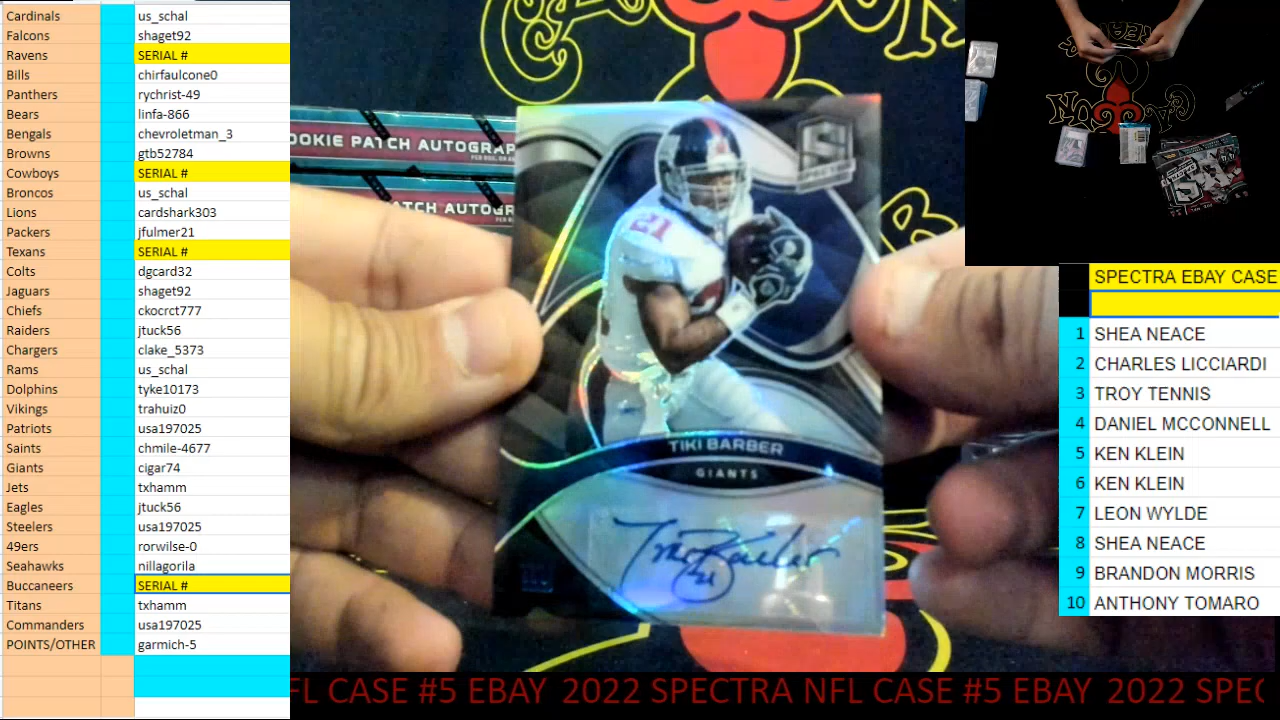 Cardinals us_schal
Falcons shaget92
Ravens SERIAL #
Bills chirfaulcone0
Panthers rychrist-49
Bears linfa-866
Bengals chevroletman_3
Browns gtb52784
Cowboys SERIAL #
Broncos us_schal
Lions cardshark303
Packers jfulmer21
Texans SERIAL #
Colts dgcard32
Jaguars shaget92
Chiefs ckocrct777
Raiders jtuck56
Chargers clake_5373
Rams us_schal
Dolphins tyke10173
Vikings trahuiz0
Patriots usa197025
Saints chmile-4677
Giants cigar74
Jets txhamm
Eagles jtuck56
Steelers usa197025
49ers rorwilse-0
Seahawks nillagorila
Buccaneers SERIAL #
Titans txhamm
Commanders usa197025
POINTS/OTHER garmich-5
OOKIE PATCH AUTOGRAP
TCH AUTOG
21
TIKI BARBER
GIANTS
SPECTRA EBAY CASE
1 SHEA NEACE
2 CHARLES LICCIARDI
3 TROY TENNIS
4 DANIEL MCCONNELL
5 KEN KLEIN
6 KEN KLEIN
7 LEON WYLDE
8 SHEA NEACE
9 BRANDON MORRIS
10 ANTHONY TOMARO
FL CASE #5 EBAY 2022 SPECTRA NFL CASE #5 EBAY 2022 SPEC